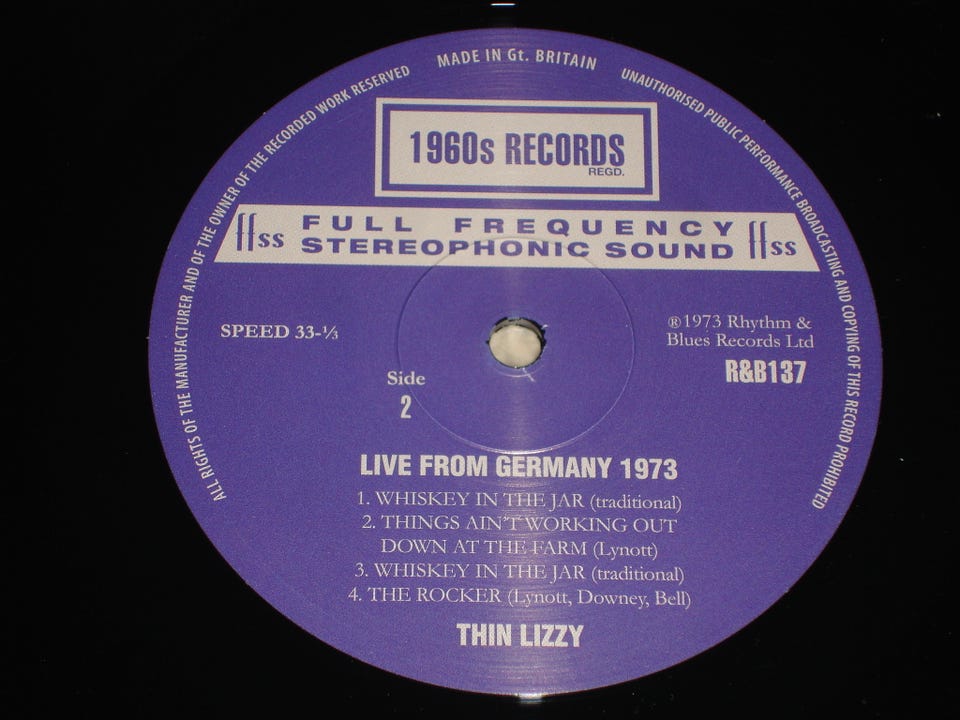 MADE IN Gt. BRITAIN
ALL RIGHTS OF THE MANUFACTURER AND OF THE OWNER OF THE RECORDED WORK RESERVED
UNAUTHORISED PUBLIC PERFORMANCE BROADCASTING AND COPYING OF THIS RECORD PROHIBITED
1960s RECORDS
REGD.
ffss FULL FREQUENCY ffss
STEREOPHONIC SOUND
SPEED 33-⅓
®1973 Rhythm &
Blues Records Ltd
R&B137
Side
2
LIVE FROM GERMANY 1973
1. WHISKEY IN THE JAR (traditional)
2. THINGS AIN'T WORKING OUT
DOWN AT THE FARM (Lynott)
3. WHISKEY IN THE JAR (traditional)
4. THE ROCKER (Lynott, Downey, Bell)
THIN LIZZY